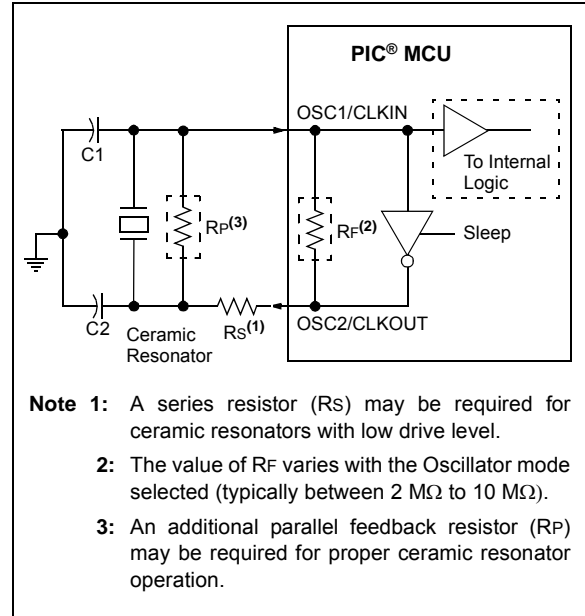 PIC® MCU
OSC1/CLKIN
C1
To Internal
Logic
RP(3)
RF(2)
Sleep
C2
Ceramic
Resonator
RS(1)
OSC2/CLKOUT
Note 1: A series resistor (RS) may be required for
ceramic resonators with low drive level.
2: The value of RF varies with the Oscillator mode
selected (typically between 2 MΩ to 10 MΩ).
3: An additional parallel feedback resistor (RP)
may be required for proper ceramic resonator
operation.